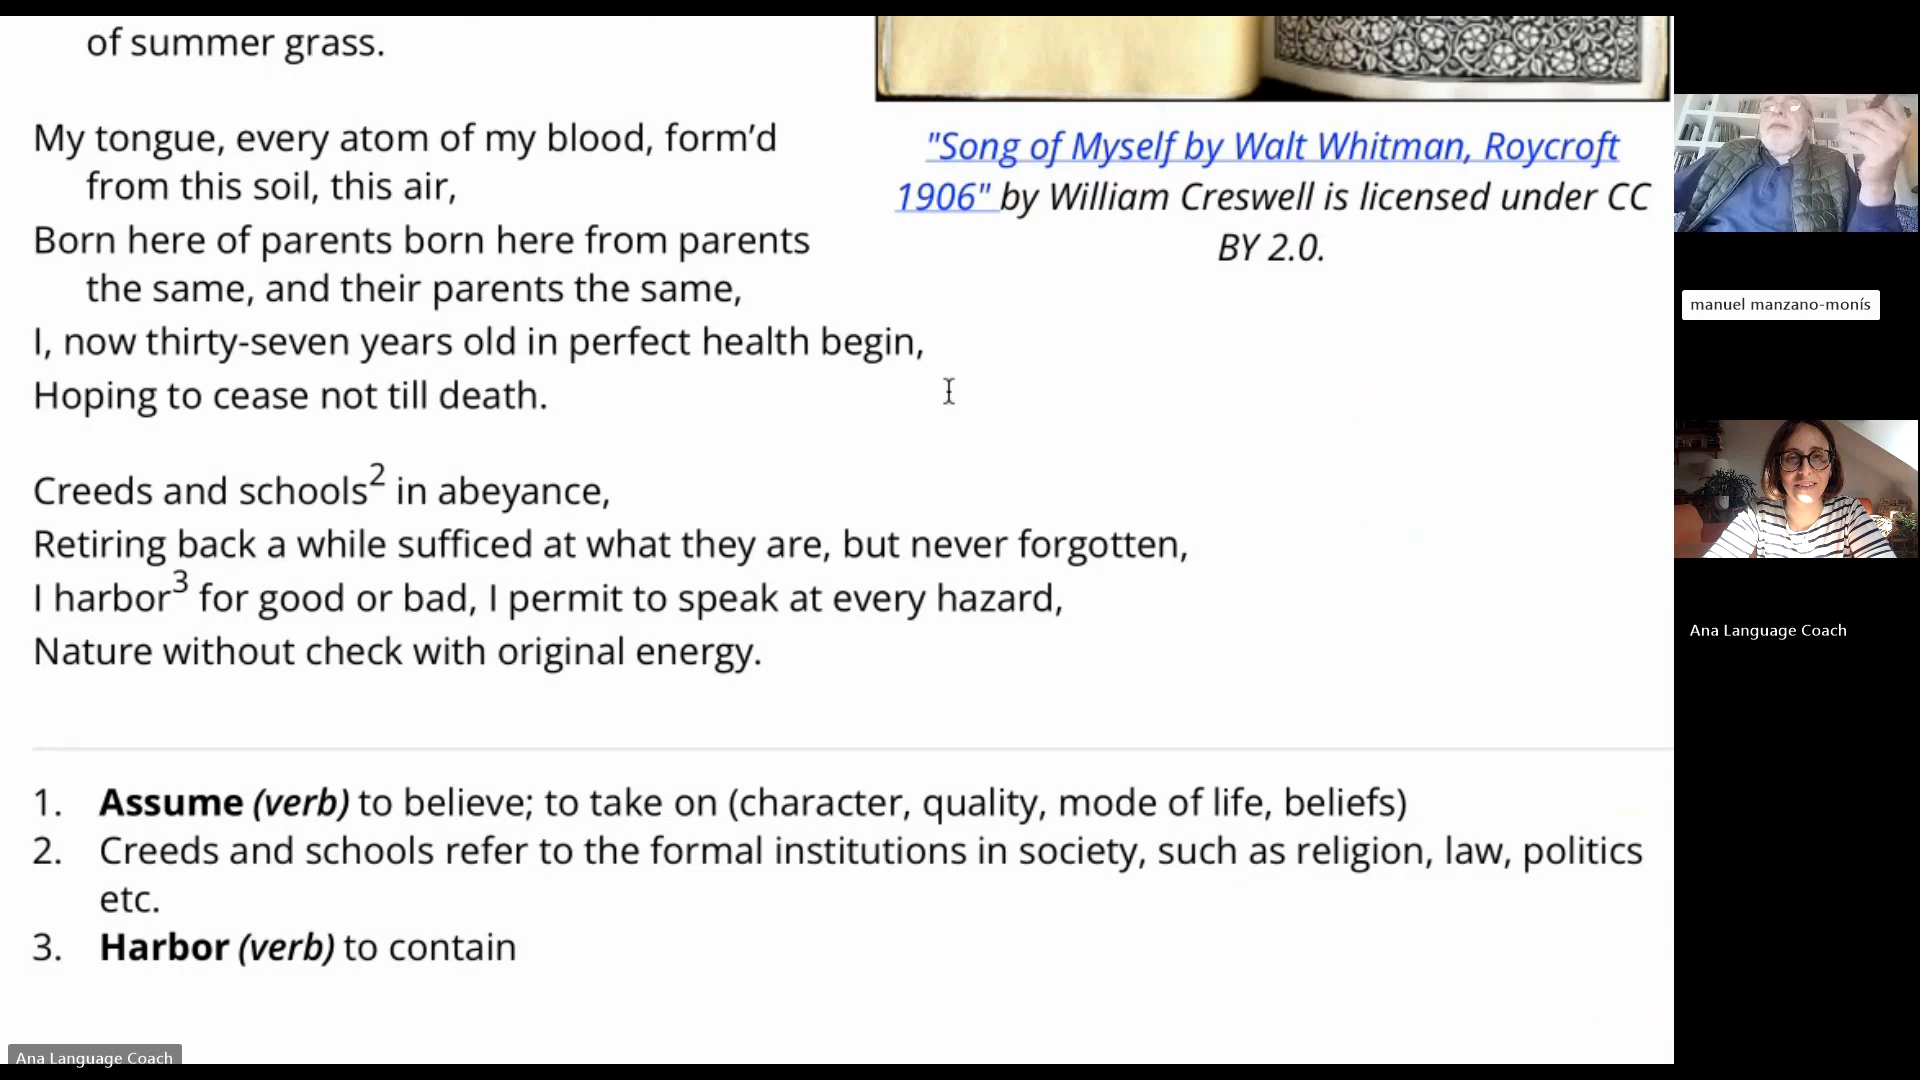 of summer grass.
My tongue, every atom of my blood, form’d
from this soil, this air,
Born here of parents born here from parents
the same, and their parents the same,
I, now thirty-seven years old in perfect health begin,
Hoping to cease not till death.
Creeds and schools2 in abeyance,
Retiring back a while sufficed at what they are, but never forgotten,
I harbor3 for good or bad, I permit to speak at every hazard,
Nature without check with original energy.
"Song of Myself by Walt Whitman, Roycroft
1906" by William Creswell is licensed under CC
BY 2.0.
1. Assume (verb) to believe; to take on (character, quality, mode of life, beliefs)
2. Creeds and schools refer to the formal institutions in society, such as religion, law, politics
etc.
3. Harbor (verb) to contain
manuel manzano-monís
Ana Language Coach
Ana Language Coach